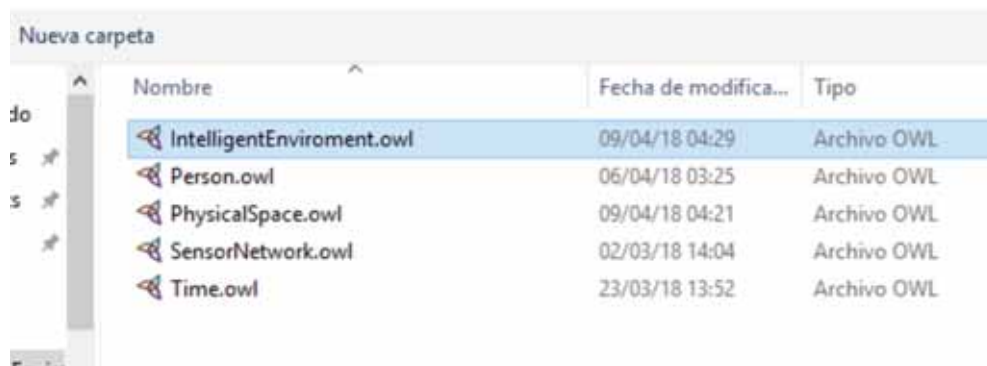 Nueva carpeta
Nombre Fecha de modifica... Tipo
do
IntelligentEnviroment.owl 09/04/18 04:29 Archivo OWL
s
Person.owl 06/04/18 03:25 Archivo OWL
s
PhysicalSpace.owl 09/04/18 04:21 Archivo OWL
SensorNetwork.owl 02/03/18 14:04 Archivo OWL
Time.owl 23/03/18 13:52 Archivo OWL